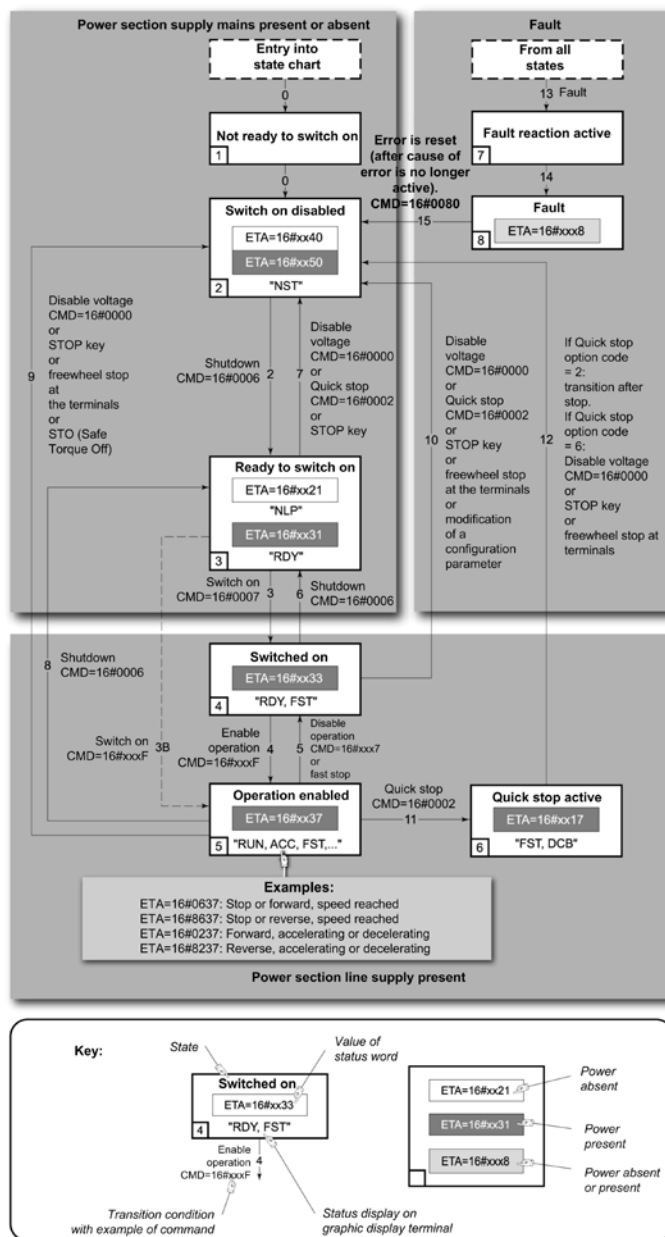 Power section supply mains present or absent
Entry into
state chart
0
Not ready to switch on
1
0
Switch on disabled
ETA=16#xx40
ETA=16#xx50
2
"NST"
9
Disable voltage
CMD=16#0000
or
STOP key
or
freewheel stop
at
the terminals
or
STO (Safe
Torque Off)
Shutdown
CMD=16#0006
2
7
Disable
voltage
CMD=16#0000
or
Quick stop
CMD=16#0002
or
STOP key
Ready to switch on
ETA=16#xx21
"NLP"
ETA=16#xx31
3
"RDY"
Switch on
CMD=16#0007
3
6
Shutdown
CMD=16#0006
Fault
From all
states
13
Fault
Fault reaction active
7
14
Error is reset
(after cause of
error is no longer
active).
CMD=16#0080
15
Fault
ETA=16#xxx8
8
10
Disable
voltage
CMD=16#0000
or
Quick stop
CMD=16#0002
or
STOP key
or
freewheel stop
at the terminals
or
modification
of a
configuration
parameter
12
If Quick stop
option code
= 2:
transition after
stop.
If Quick stop
option code
= 6:
Disable voltage
CMD=16#0000
or
STOP key
or
freewheel stop at
terminals
8
Shutdown
CMD=16#0006
Switched on
ETA=16#xx33
4
"RDY, FST"
Switch on
CMD=16#xxxF
3B
Enable
operation
CMD=16#xxxF
4
5
Disable
operation
CMD=16#xxx7
or
fast stop
Operation enabled
ETA=16#xx37
5
"RUN, ACC, FST,..."
Quick stop
CMD=16#0002
11
Quick stop active
ETA=16#xx17
6
"FST, DCB"
Examples:
ETA=16#0637: Stop or forward, speed reached
ETA=16#8637: Stop or reverse, speed reached
ETA=16#0237: Forward, accelerating or decelerating
ETA=16#8237: Reverse, accelerating or decelerating
Power section line supply present
Key:
State
Value of
status word
Switched on
ETA=16#xx33
4
"RDY, FST"
Enable
operation
CMD=16#xxxF
4
Transition condition
with example of command
Status display on
graphic display terminal
ETA=16#xx21
Power
absent
ETA=16#xx31
Power
present
ETA=16#xxx8
Power absent
or present